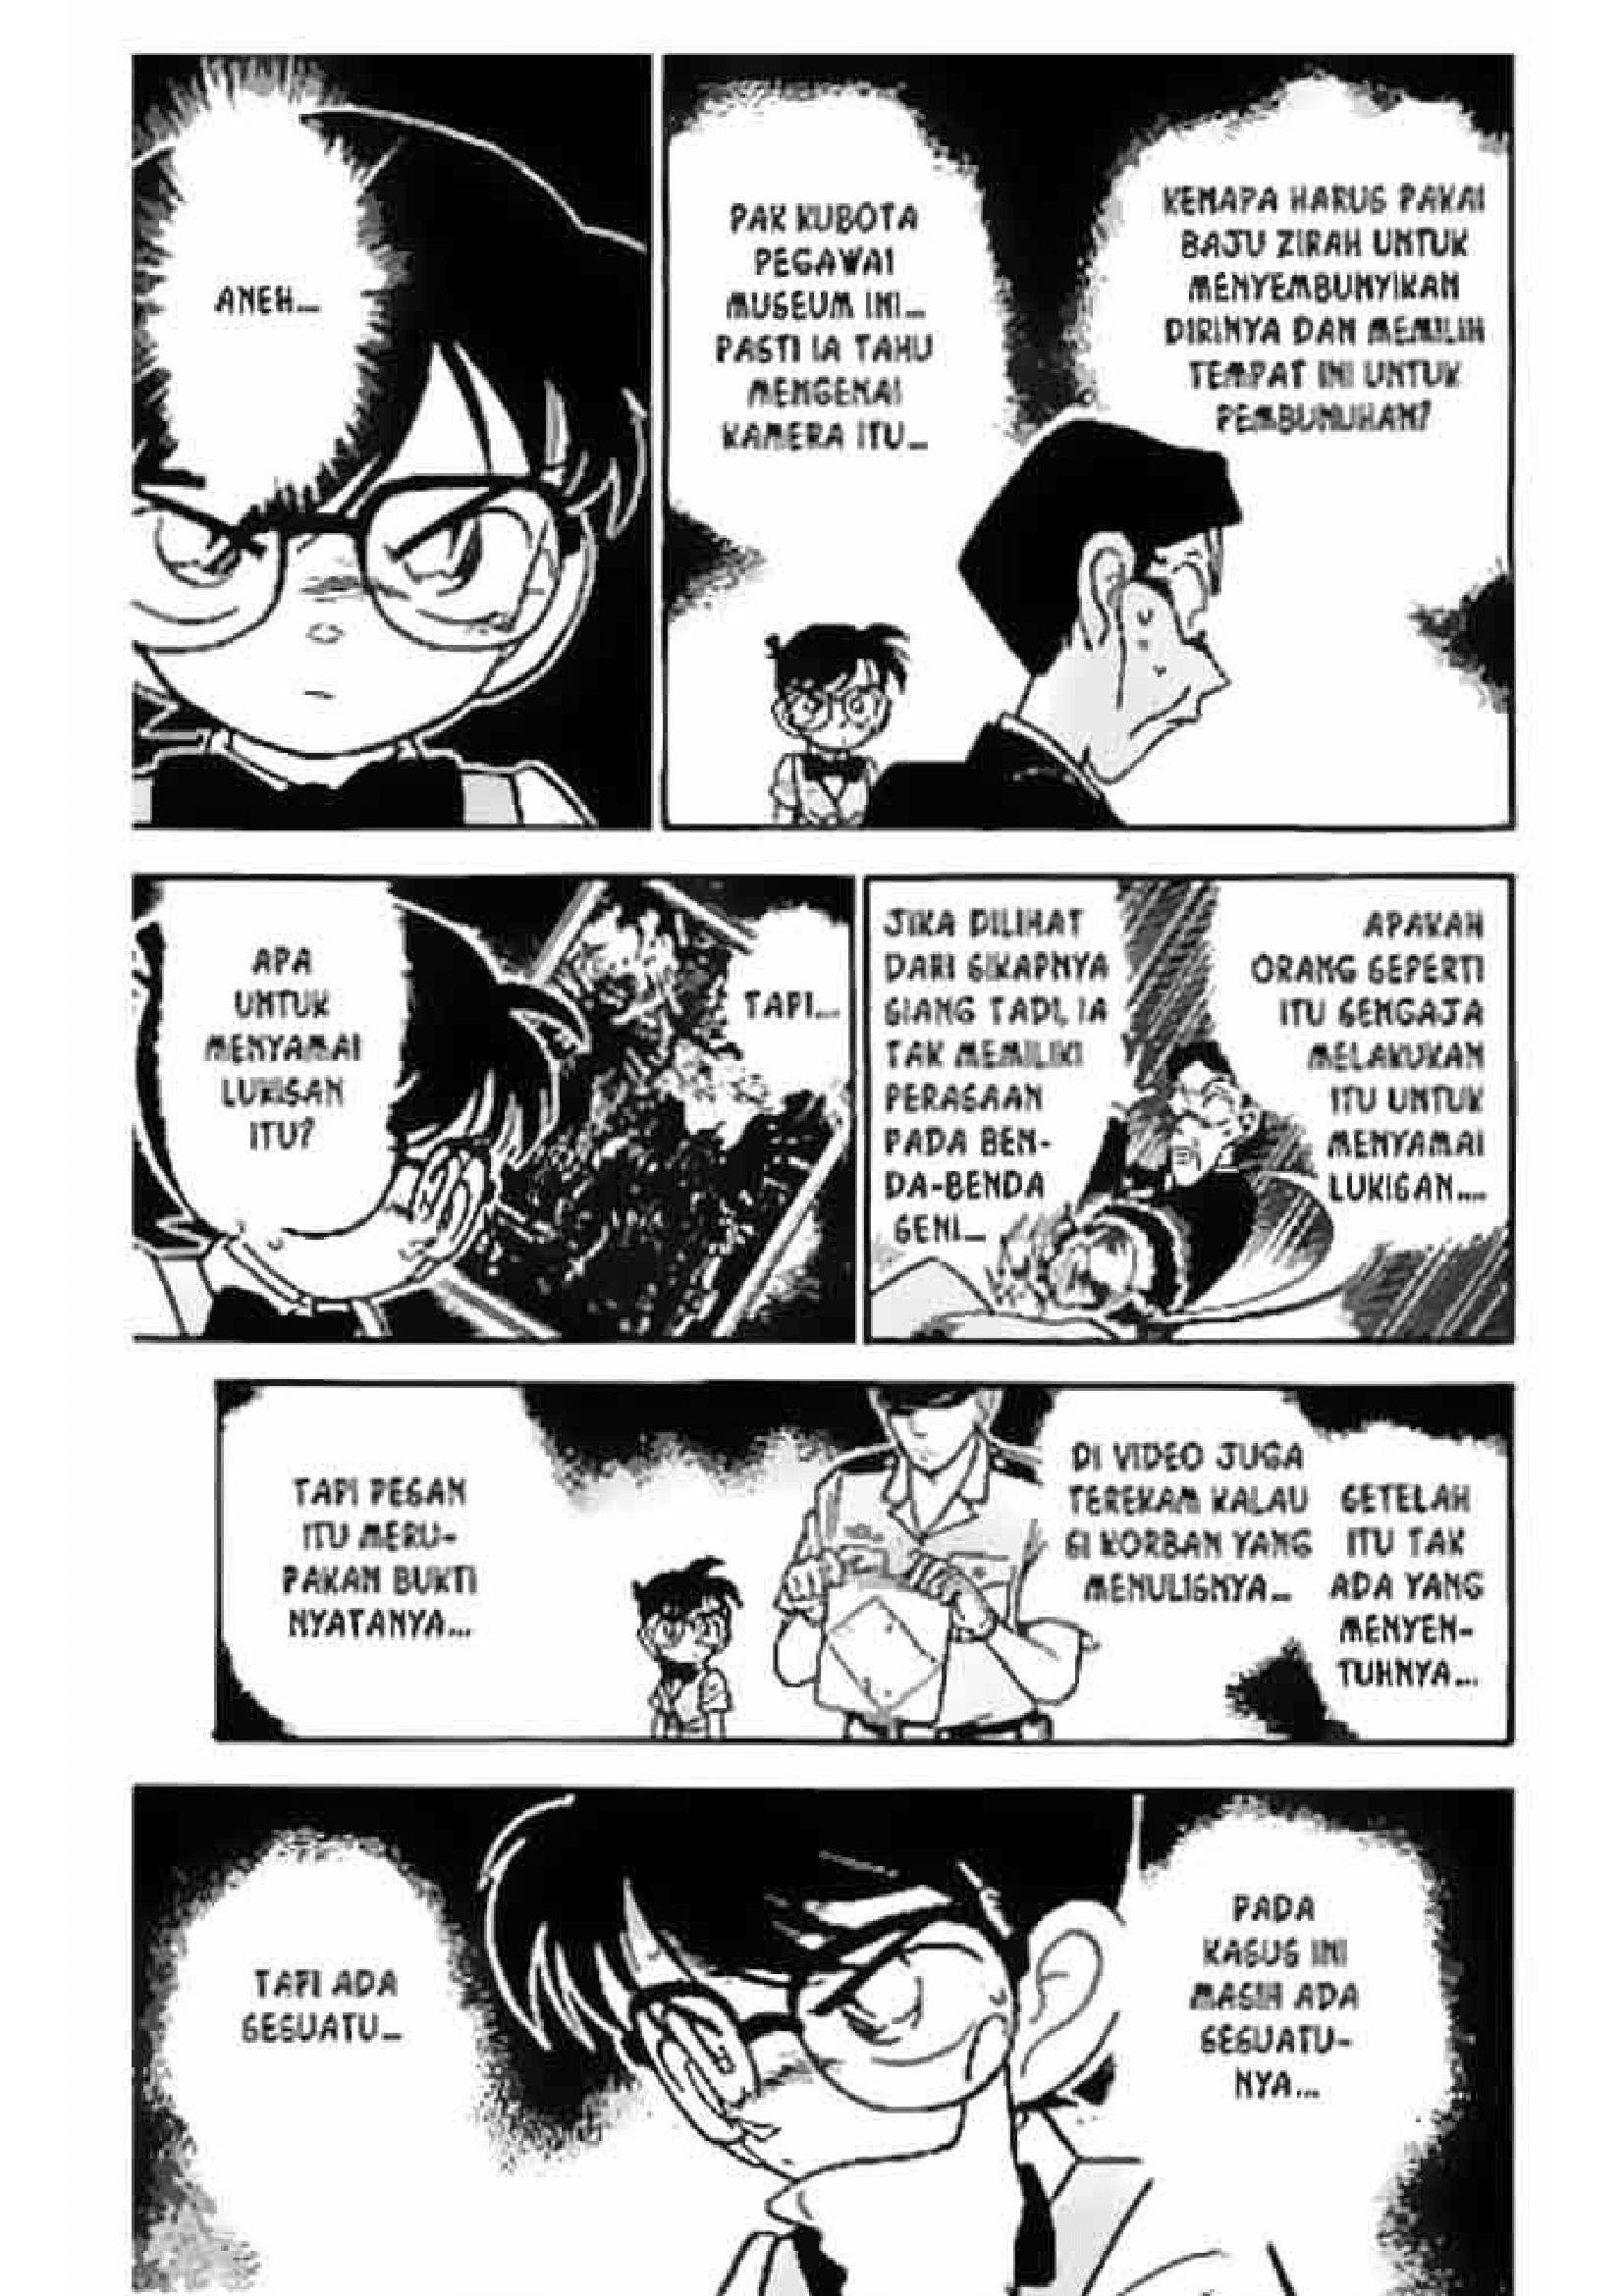 KENAPA HARUS PAKAI
BAJU ZIRAH UNTUK
MENYEMBUNYIKAN
DIRINYA DAN MEMILIH
TEMPAT INI UNTUK
PEMBUNUHAN?
PAK KUBOTA
PEGAWAI
MUSEUM INI...
PASTI IA TAHU
MENGENAI
KAMERA ITU...
ANEH...
APAKAH
ORANG SEPERTI
ITU SENGAJA
MELAKUKAN
ITU UNTUK
MENYAMAI
LUKISAN....
JIKA DILIHAT
DARI SIKAPNYA
SIANG TADI, IA
TAK MEMILIKI
PERASAAN
PADA BEN-
DA-BENDA
SENI...
TAPI...
APA
UNTUK
MENYAMAI
LUKISAN
ITU?
SETELAH
ITU TAK
ADA YANG
MENYEN-
TUHNYA...
DI VIDEO JUGA
TEREKAM KALAU
SI KORBAN YANG
MENULISNYA...
TAPI PESAN
ITU MERU-
PAKAN BUKTI
NYATANYA...
PADA
KASUS INI
MASIH ADA
SESUATU-
NYA...
TAPI ADA
SESUATU...